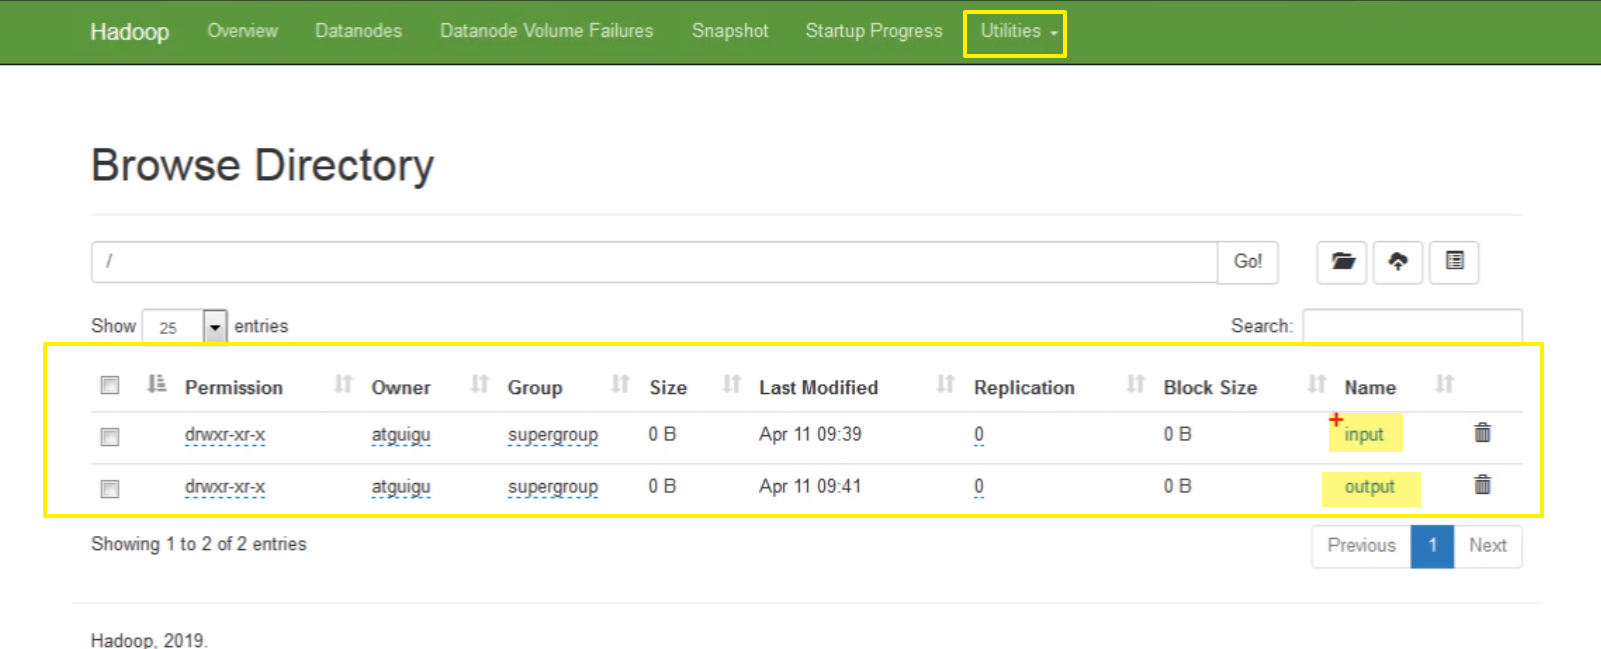 Hadoop Overview Datanodes Datanode Volume Failures Snapshot Startup Progress Utilities
Browse Directory
/ Go!
Show 25 entries Search:
Permission Owner Group Size Last Modified Replication Block Size Name
drwxr-xr-x atguigu supergroup 0 B Apr 11 09:39 0 0 B input
drwxr-xr-x atguigu supergroup 0 B Apr 11 09:41 0 0 B output
Showing 1 to 2 of 2 entries Previous 1 Next
Hadoop, 2019.